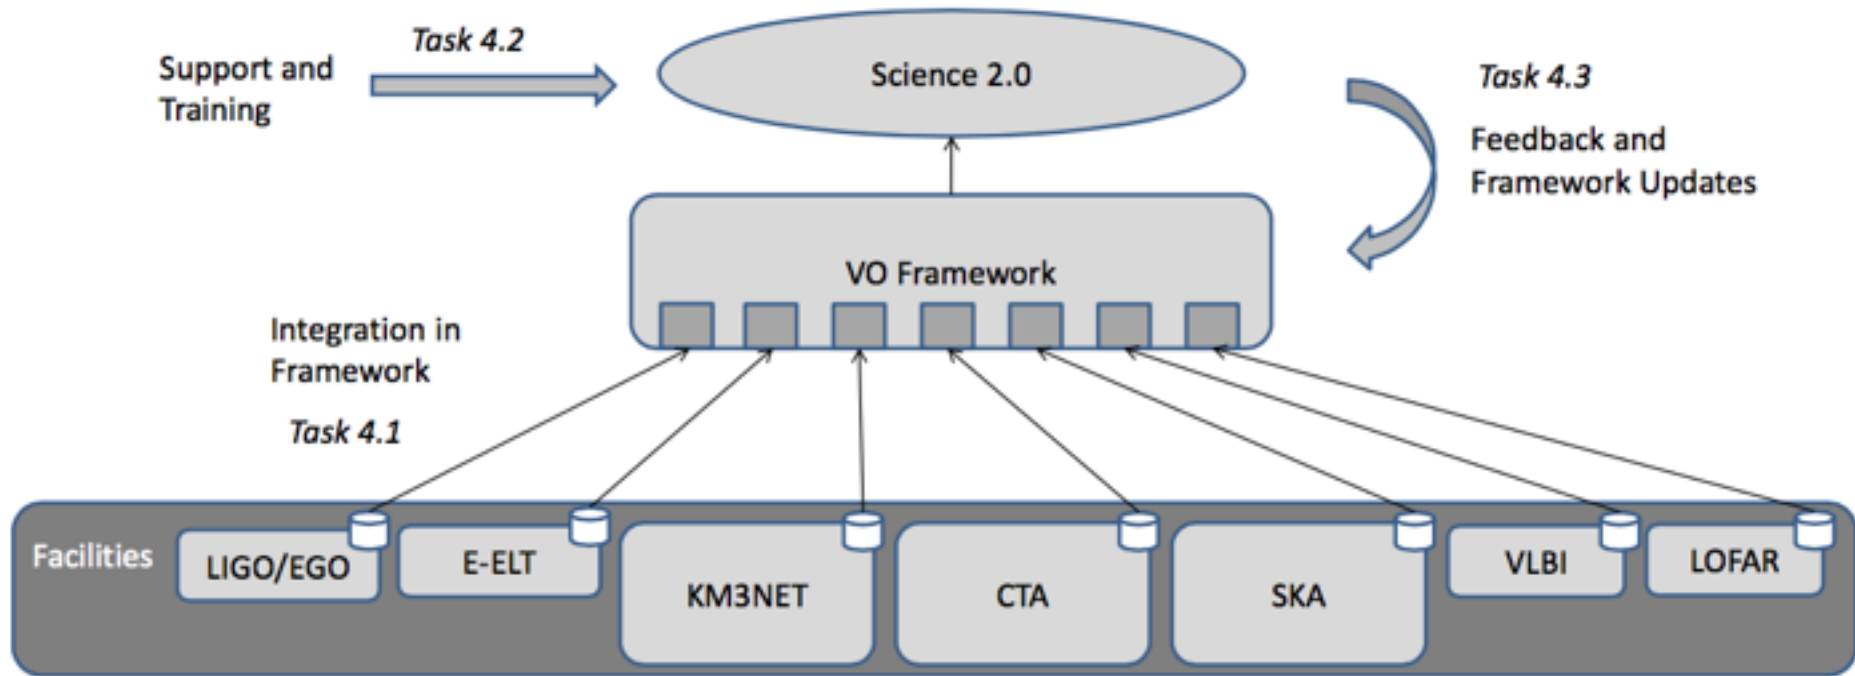 Task 4.2
Support and
Training
Science 2.0
Task 4.3
Feedback and
Framework Updates
VO Framework
Integration in
Framework
Task 4.1
Facilities
LIGO/EGO
E-ELT
KM3NET
CTA
SKA
VLBI
LOFAR